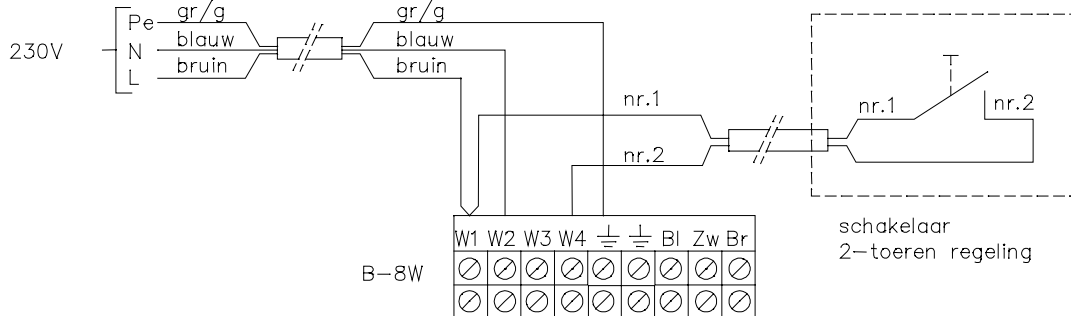 Pe gr/g gr/g
230V N blauw blauw
L bruin bruin
nr.1 nr.1 nr.2
nr.2
W1 W2 W3 W4 Bl Zw Br
B-8W
schakelaar
2-toeren regeling